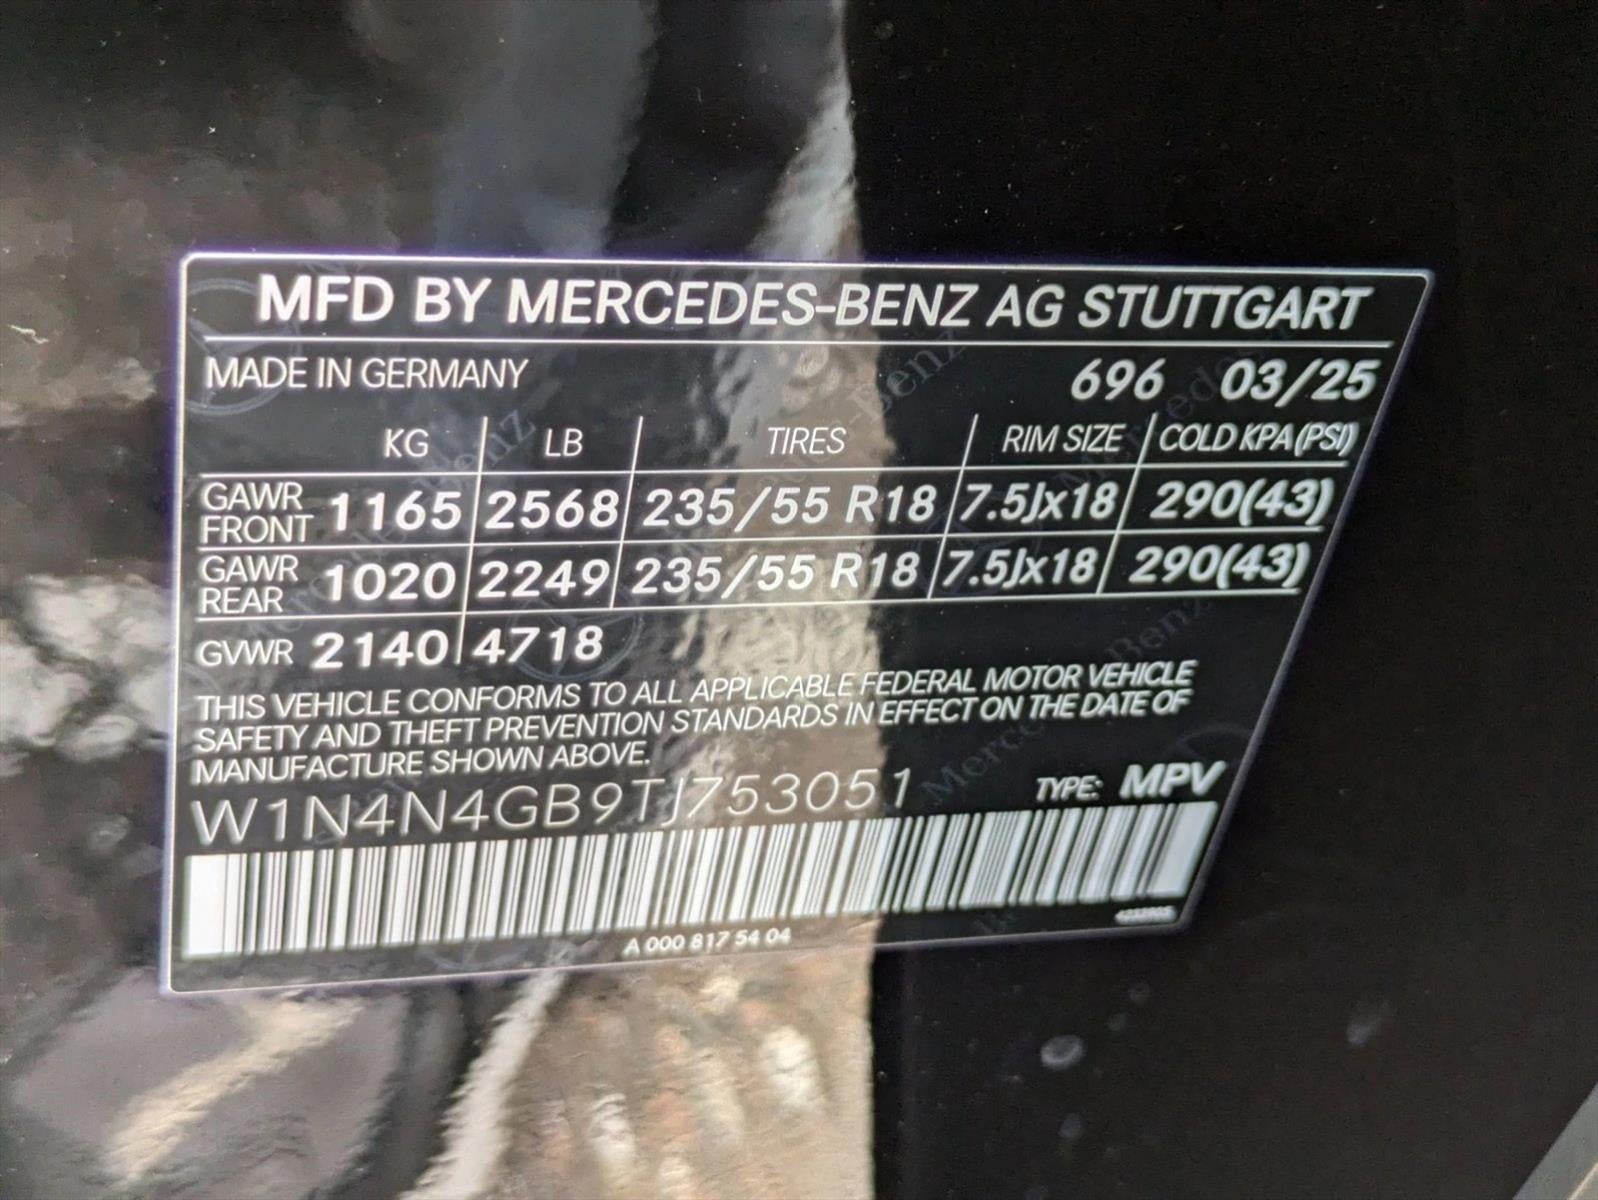 MFD BY MERCEDES-BENZ AG STUTTGART
MADE IN GERMANY 696 03/25
KG LB TIRES RIM SIZE COLD KPA(PSI)
GAWR FRONT 1165 2568 235/55 R18 7.5Jx18 290(43)
GAWR REAR 1020 2249 235/55 R18 7.5Jx18 290(43)
GVWR 2140 4718
THIS VEHICLE CONFORMS TO ALL APPLICABLE FEDERAL MOTOR VEHICLE
SAFETY AND THEFT PREVENTION STANDARDS IN EFFECT ON THE DATE OF
MANUFACTURE SHOWN ABOVE.
W1N4N4GB9TJ753051 TYPE: MPV
A 000 817 54 04